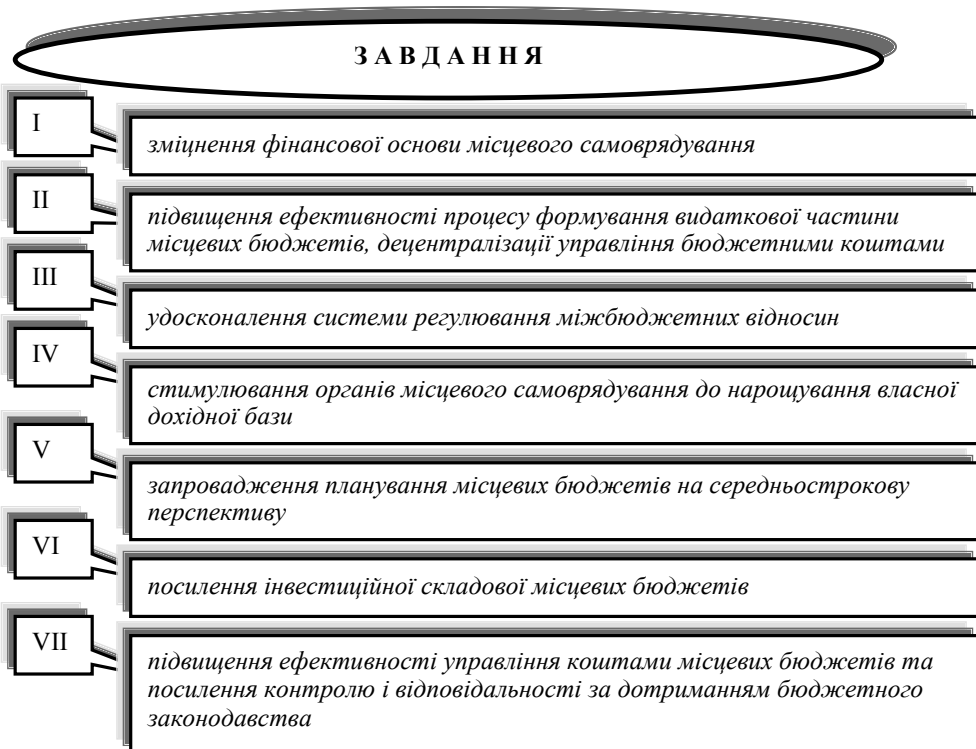 З А В Д А Н Н Я
I
зміцнення фінансової основи місцевого самоврядування
II
підвищення ефективності процесу формування видаткової частини
місцевих бюджетів, децентралізації управління бюджетними коштами
III
удосконалення системи регулювання міжбюджетних відносин
IV
стимулювання органів місцевого самоврядування до нарощування власної
дохідної бази
V
запровадження планування місцевих бюджетів на середньострокову
перспективу
VI
посилення інвестиційної складової місцевих бюджетів
VII
підвищення ефективності управління коштами місцевих бюджетів та
посилення контролю і відповідальності за дотриманням бюджетного
законодавства